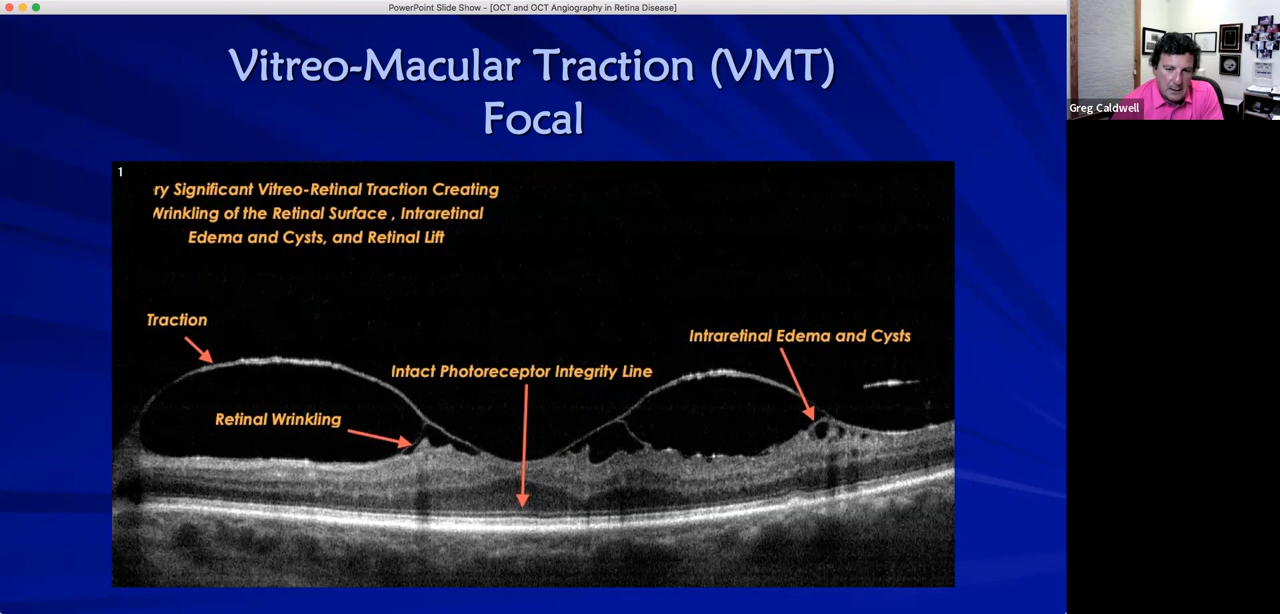 PowerPoint Slide Show - [OCT and OCT Angiography in Retina Disease]
Vitreo-Macular Traction (VMT)
Focal
Greg Caldwell
1
ry Significant Vitreo-Retinal Traction Creating
Wrinkling of the Retinal Surface , Intraretinal
Edema and Cysts, and Retinal Lift
Traction
Intraretinal Edema and Cysts
Intact Photoreceptor Integrity Line
Retinal Wrinkling